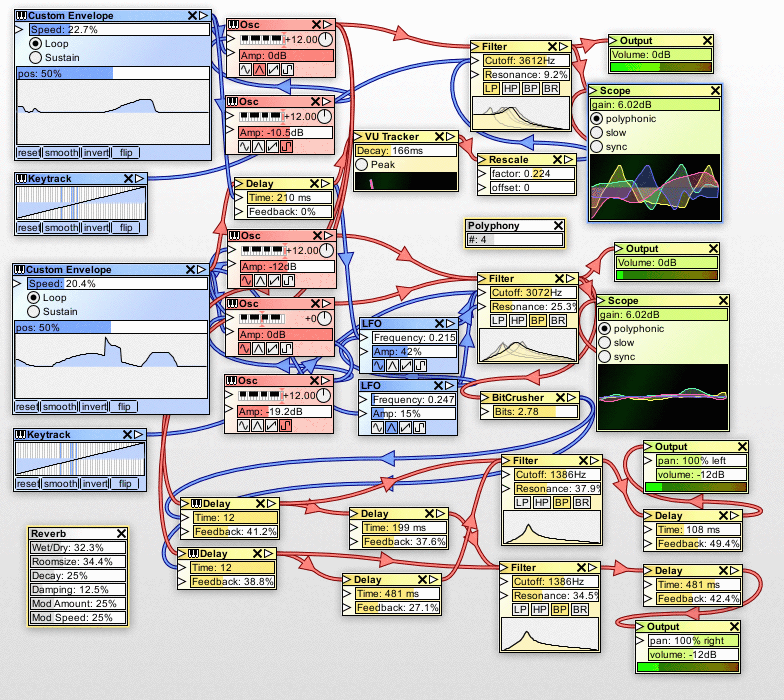 Custom Envelope
Speed: 22.7%
Loop
Sustain
pos: 50%
reset smooth invert flip
Keytrack
reset smooth invert flip
Osc
+12.00
Amp: 0dB
Osc
+12.00
Amp: -10.5dB
Delay
Time: 210 ms
Feedback: 0%
VU Tracker
Decay: 166ms
Peak
Filter
Cutoff: 3612Hz
Resonance: 9.2%
LP HP BP BR
Rescale
factor: 0.224
offset: 0
Output
Volume: 0dB
Scope
gain: 6.02dB
polyphonic
slow
sync
Polyphony
#: 4
Custom Envelope
Speed: 20.4%
Loop
Sustain
pos: 50%
reset smooth invert flip
Keytrack
reset smooth invert flip
Osc
+12.00
Amp: -12dB
Osc
+0
Amp: 0dB
Osc
+12.00
Amp: -19.2dB
LFO
Frequency: 0.215
Amp: 42%
LFO
Frequency: 0.247
Amp: 15%
Filter
Cutoff: 3072Hz
Resonance: 25.3%
LP HP BP BR
BitCrusher
Bits: 2.78
Output
Volume: 0dB
Scope
gain: 6.02dB
polyphonic
slow
sync
Reverb
Wet/Dry: 32.3%
Roomsize: 34.4%
Decay: 25%
Damping: 12.5%
Mod Amount: 25%
Mod Speed: 25%
Delay
Time: 12
Feedback: 41.2%
Delay
Time: 12
Feedback: 38.8%
Delay
Time: 199 ms
Feedback: 37.6%
Delay
Time: 481 ms
Feedback: 27.1%
Filter
Cutoff: 1386Hz
Resonance: 37.9%
LP HP BP BR
Filter
Cutoff: 1386Hz
Resonance: 34.5%
LP HP BP BR
Output
pan: 100% left
volume: -12dB
Delay
Time: 108 ms
Feedback: 49.4%
Delay
Time: 481 ms
Feedback: 42.4%
Output
pan: 100% right
volume: -12dB